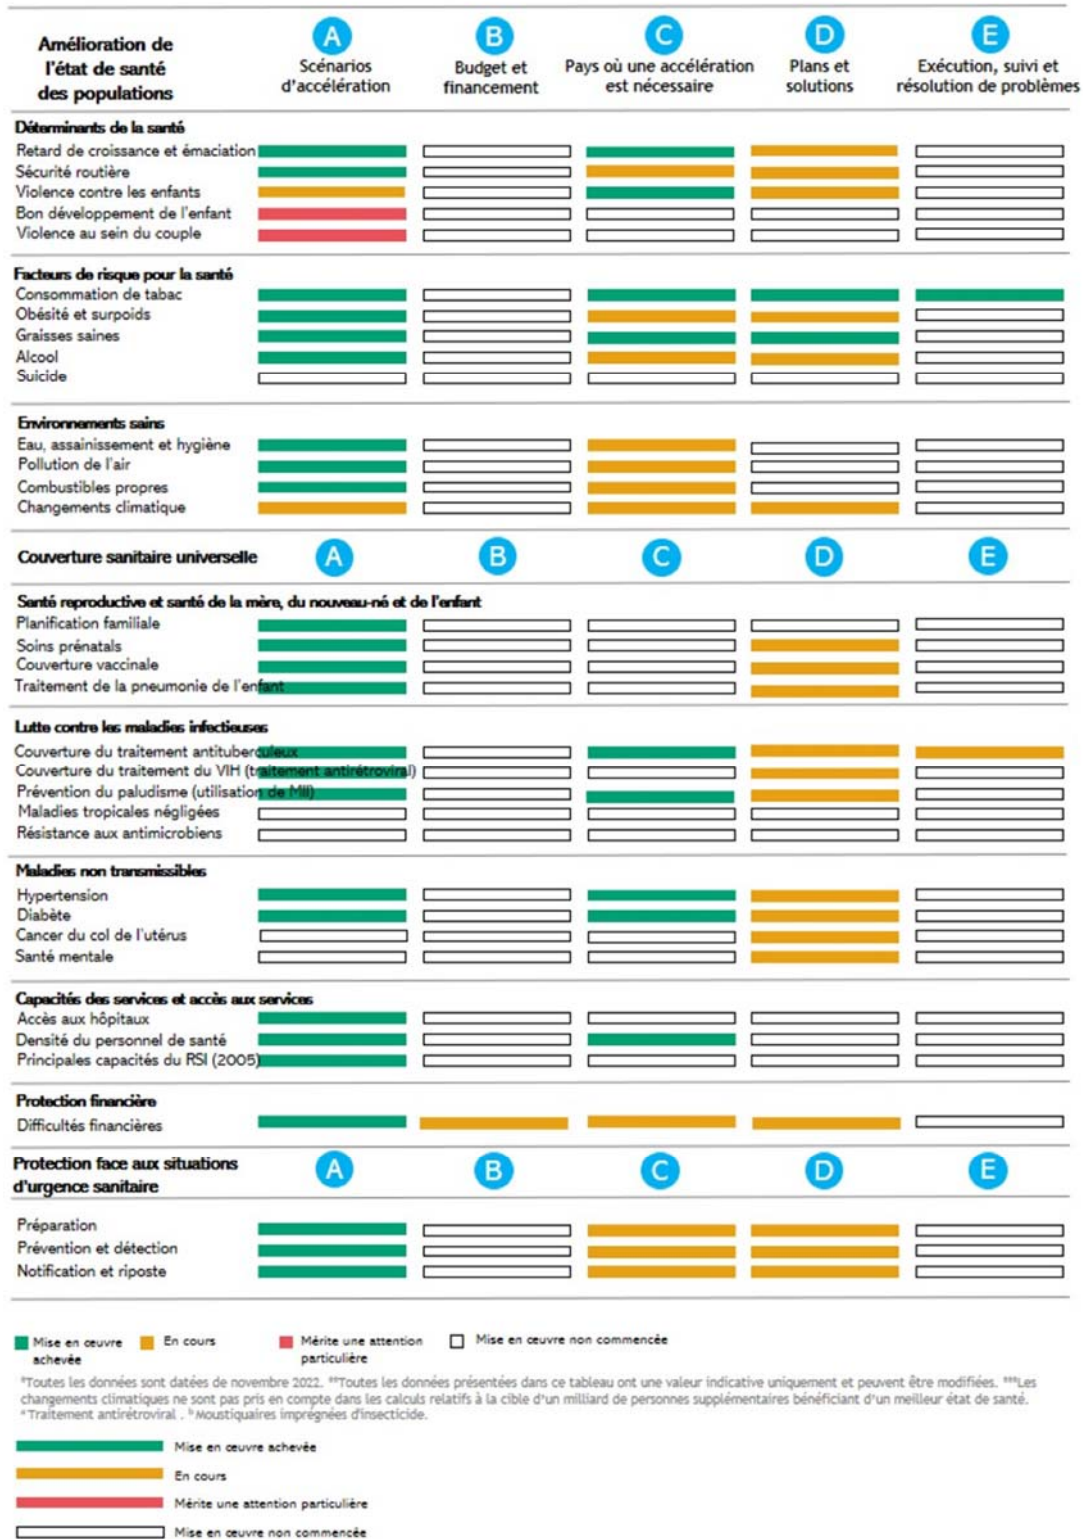 Amélioration de
l'état de santé
des populations
A
Scénarios
d'accélération
B
Budget et
financement
C
Pays où une accélération
est nécessaire
D
Plans et
solutions
E
Exécution, suivi et
résolution de problèmes
Déterminants de la santé
Retard de croissance et émaciation
Sécurité routière
Violence contre les enfants
Bon développement de l'enfant
Violence au sein du couple
Facteurs de risque pour la santé
Consommation de tabac
Obésité et surpoids
Graisses saines
Alcool
Suicide
Environnements sains
Eau, assainissement et hygiène
Pollution de l'air
Combustibles propres
Changements climatique
Couverture sanitaire universelle A B C D E
Santé reproductive et santé de la mère, du nouveau-né et de l'enfant
Planification familiale
Soins prénatals
Couverture vaccinale
Traitement de la pneumonie de l'enfant
Lutte contre les maladies infectieuses
Couverture du traitement antituberculeux
Couverture du traitement du VIH (traitement antirétroviral)
Prévention du paludisme (utilisation de MII)
Maladies tropicales négligées
Résistance aux antimicrobiens
Maladies non transmissibles
Hypertension
Diabète
Cancer du col de l'utérus
Santé mentale
Capacités des services et accès aux services
Accès aux hôpitaux
Densité du personnel de santé
Principales capacités du RSI (2005)
Protection financière
Difficultés financières
Protection face aux situations
d'urgence sanitaire
A B C D E
Préparation
Prévention et détection
Notification et riposte
Mise en œuvre
achevée
En cours
Mérite une attention
particulière
Mise en œuvre non commencée
*Toutes les données sont datées de novembre 2022. **Toutes les données présentées dans ce tableau ont une valeur indicative uniquement et peuvent être modifiées. ***Les
changements climatiques ne sont pas pris en compte dans les calculs relatifs à la cible d'un milliard de personnes supplémentaires bénéficiant d'un meilleur état de santé.
ᵃ Traitement antirétroviral . ᵇ Moustiquaires imprégnées d'insecticide.
Mise en œuvre achevée
En cours
Mérite une attention particulière
Mise en œuvre non commencée